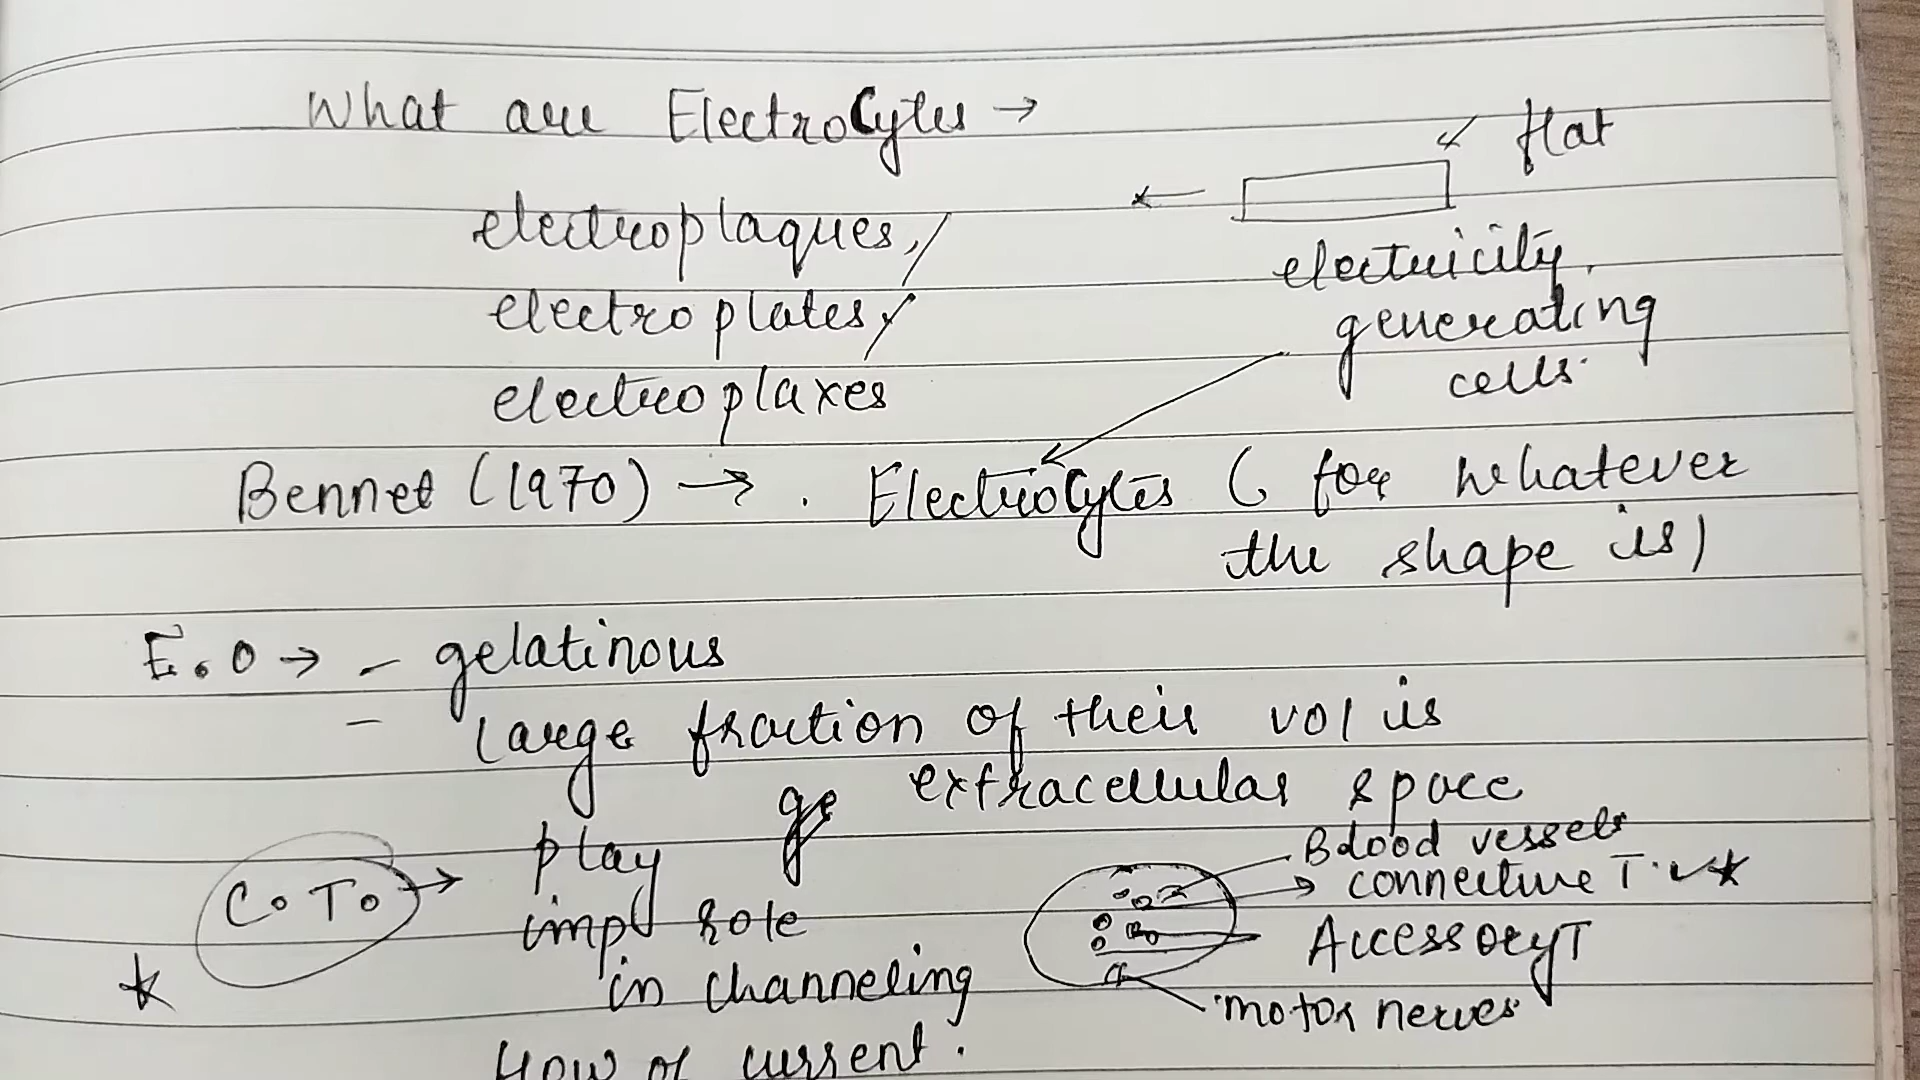 What are Electrocytes →
flat
electroplaques,/
electricity
electroplates/
generating
cells.
electroplaxes
Bennet (1970) → . Electrocytes (for whatever
the shape is)
E.O → - gelatinous
- Large fraction of their vol is
extracellular space
ge
Blood vessels
C.T. → play
connective T.
imp role
Accessory T
in channeling
motor nerves
flow of current.